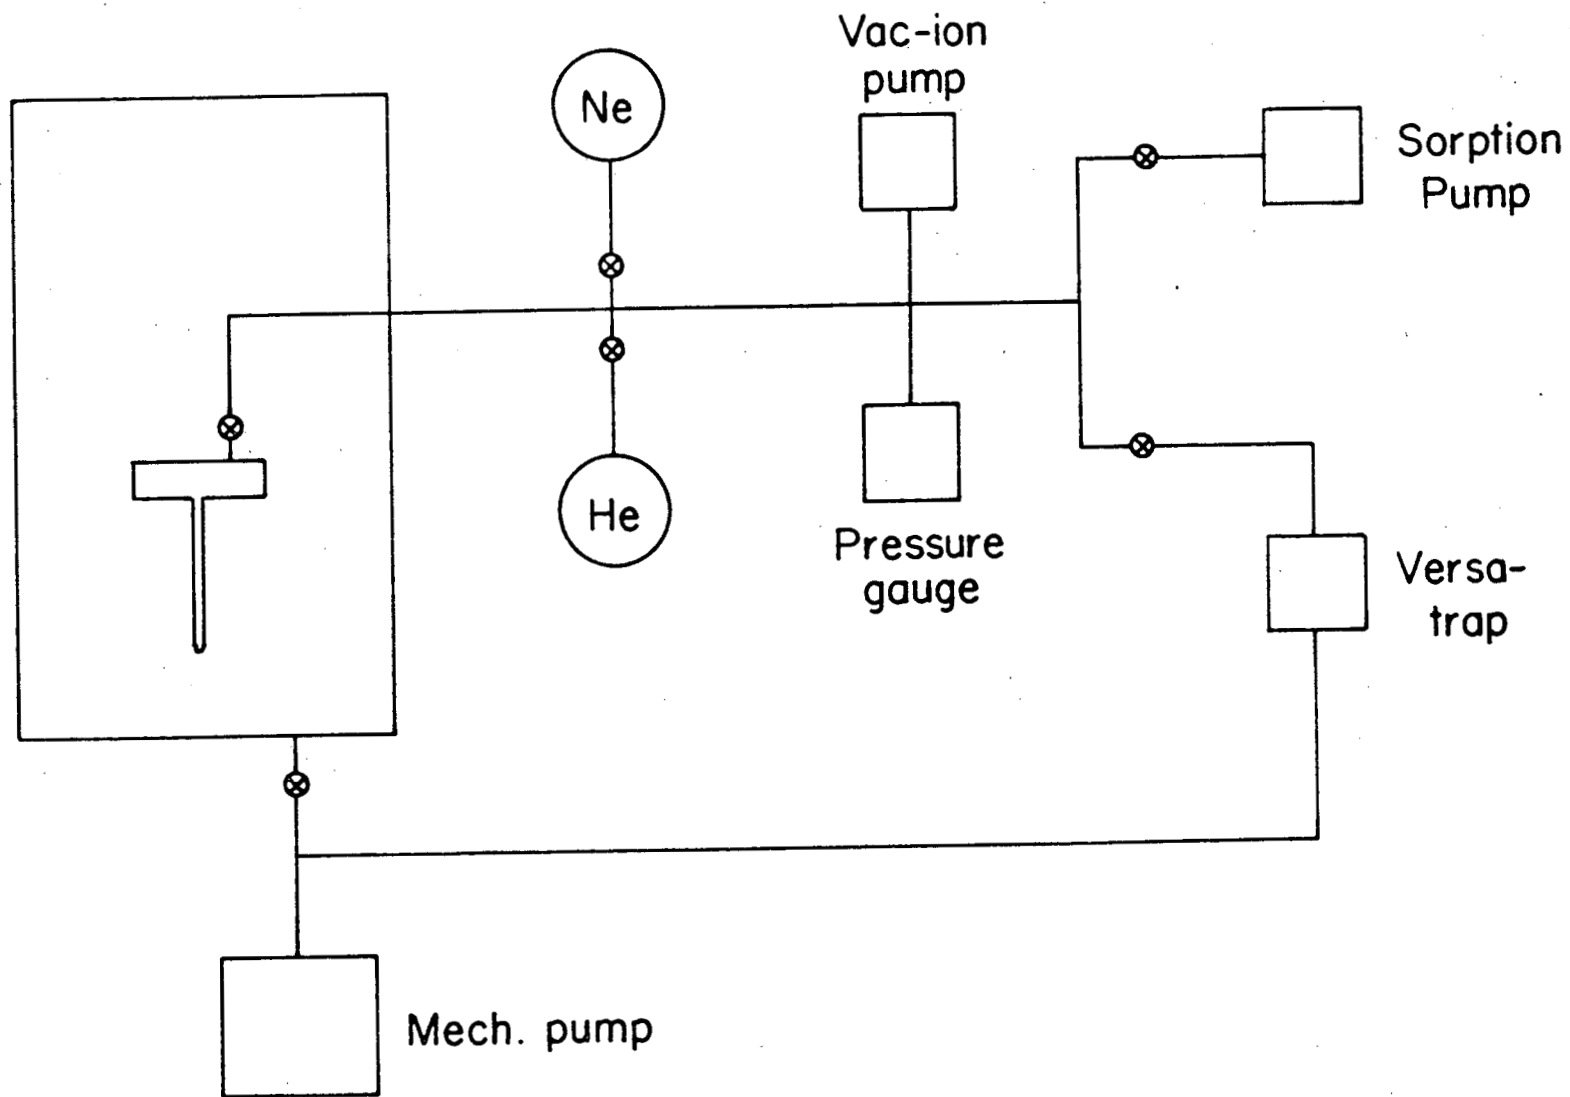 Vac-ion
pump
Ne
Sorption
Pump
He
Pressure
gauge
Versa-
trap
Mech. pump